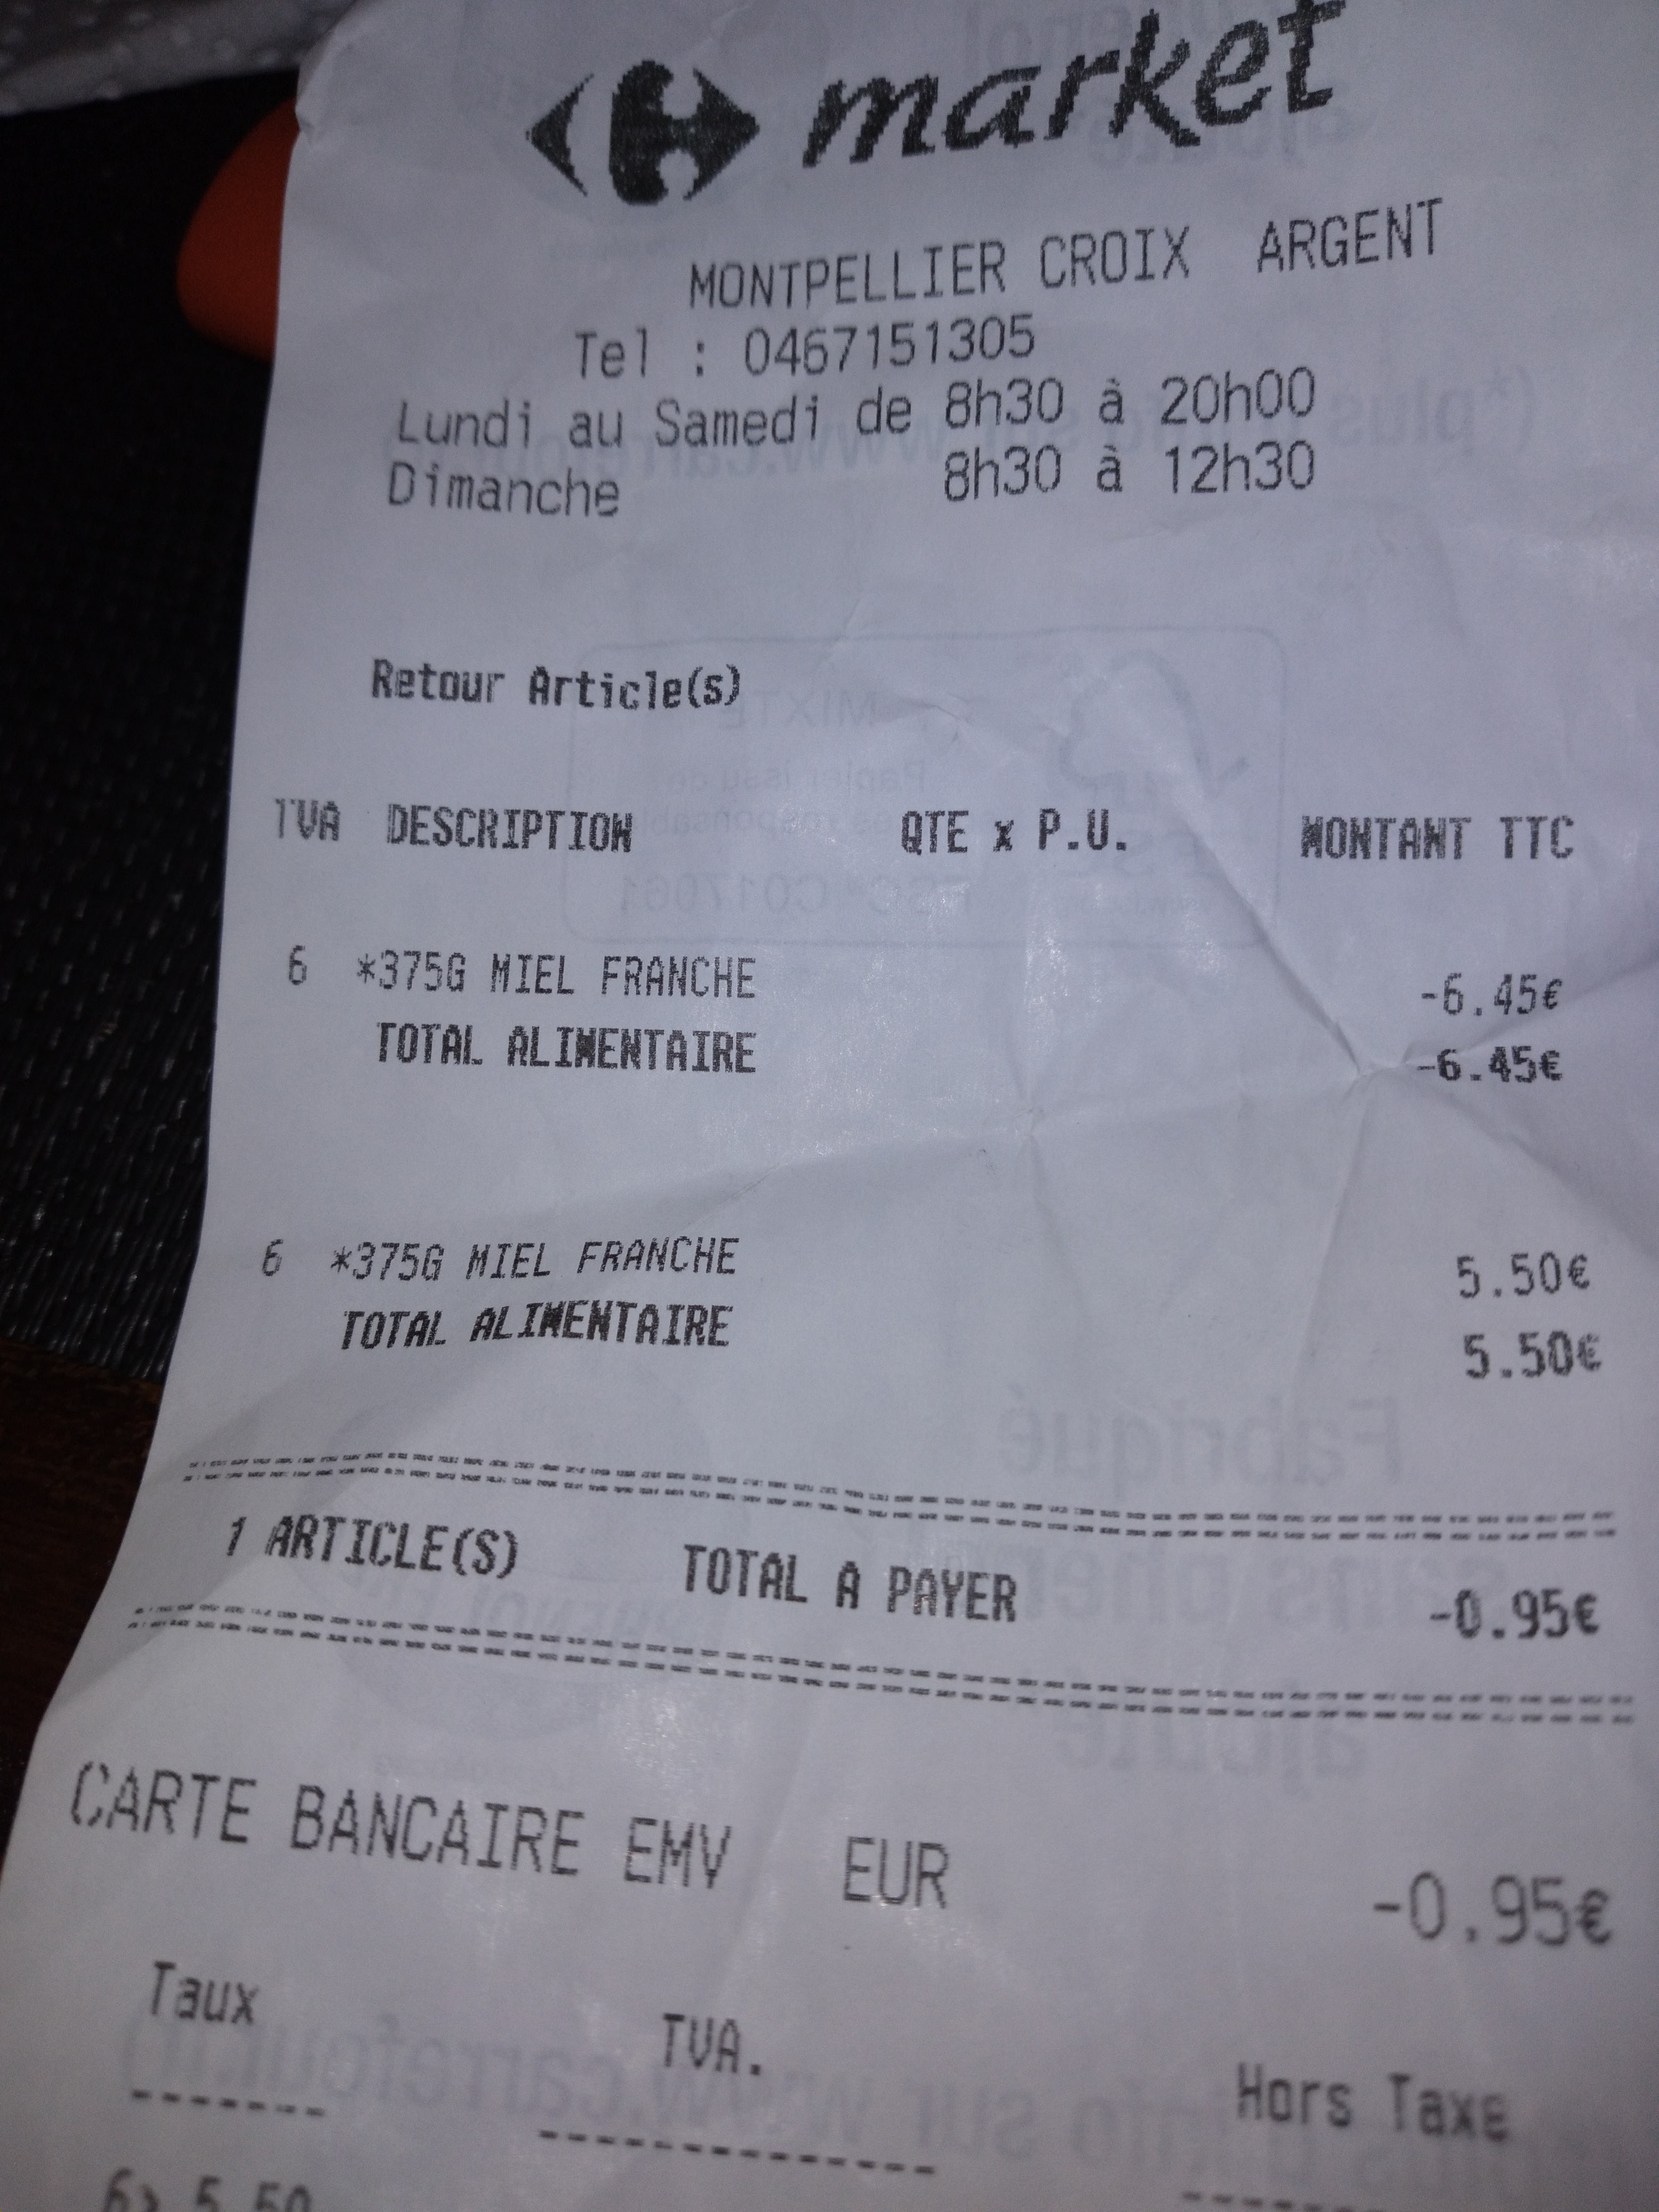 market
MONTPELLIER CROIX ARGENT
Tel : 0467151305
Lundi au Samedi de 8h30 à 20h00
Dimanche 8h30 à 12h30
Retour Article(s)
TVA DESCRIPTION QTE x P.U. MONTANT TTC
6 *375G MIEL FRANCHE -6.45€
TOTAL ALIMENTAIRE -6.45€
6 *375G MIEL FRANCHE 5.50€
TOTAL ALIMENTAIRE 5.50€
1 ARTICLE(S) TOTAL A PAYER -0.95€
CARTE BANCAIRE EMV EUR -0.95€
Taux TVA. Hors Taxe
6> 5.50